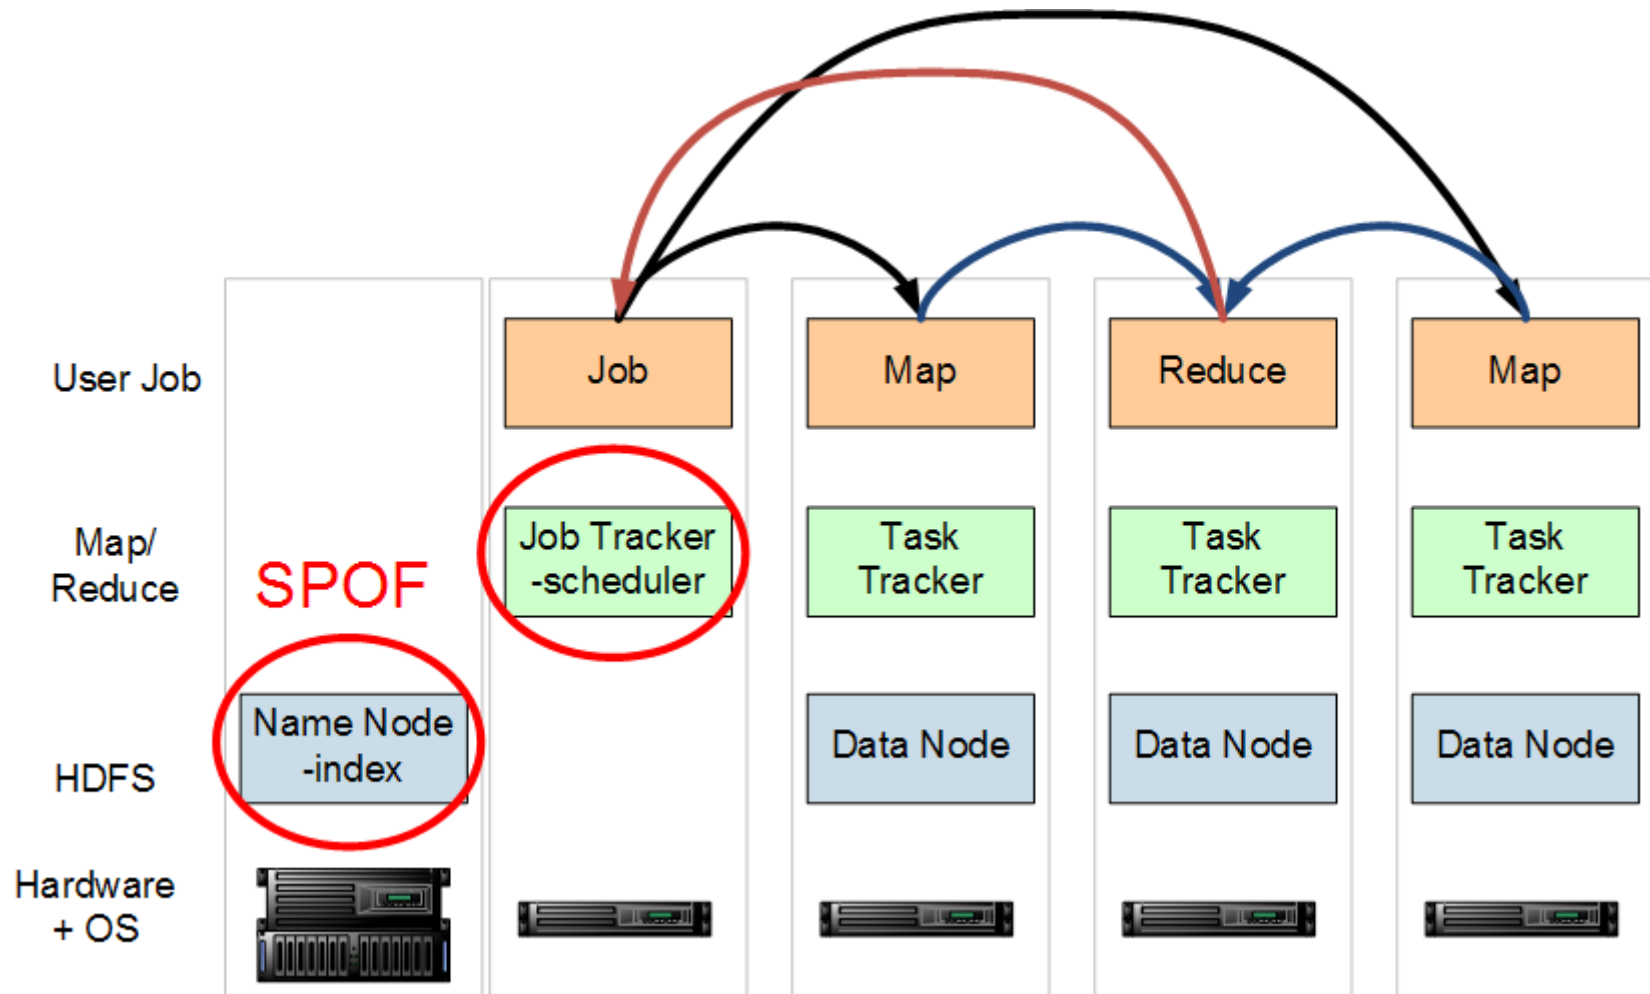 User Job
Job
Map
Reduce
Map
Map/
Reduce
SPOF
Job Tracker
-scheduler
Task
Tracker
Task
Tracker
Task
Tracker
HDFS
Name Node
-index
Data Node
Data Node
Data Node
Hardware
+ OS